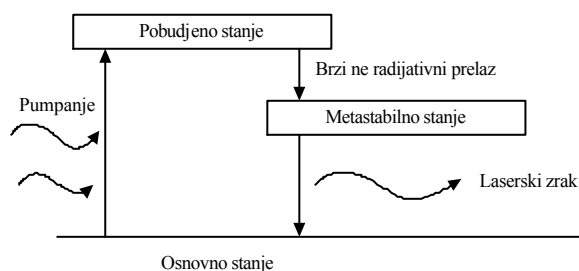 Pobudjeno stanje
Brzi ne radijativni prelaz
Pumpanje
Metastabilno stanje
Laserski zrak
Osnovno stanje